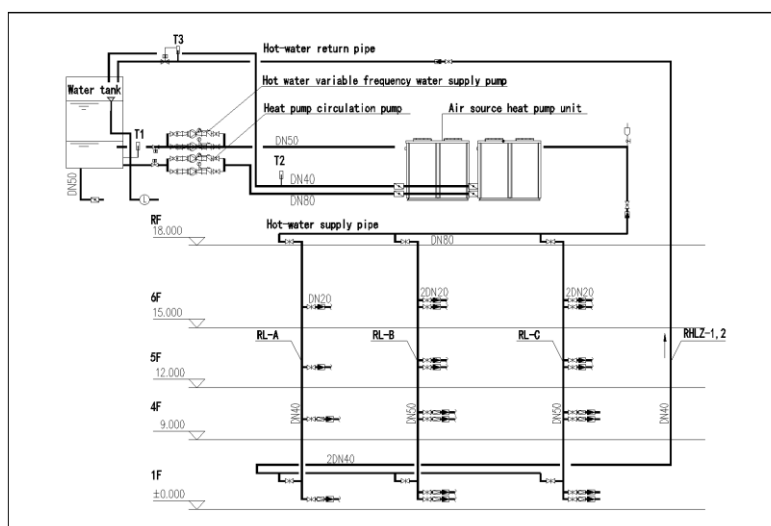 T3
Hot-water return pipe
Water tank
Hot water variable frequency water supply pump
Heat pump circulation pump
Air source heat pump unit
T1
DN50
T2
DN50
DN40
DN80
L
RF
18.000
Hot-water supply pipe
DN80
6F
15.000
DN20
2DN20
2DN20
RL-A
RL-B
RL-C
RHLZ-1,2
5F
12.000
4F
9.000
DN40
DN50
DN50
DN40
2DN40
1F
±0.000